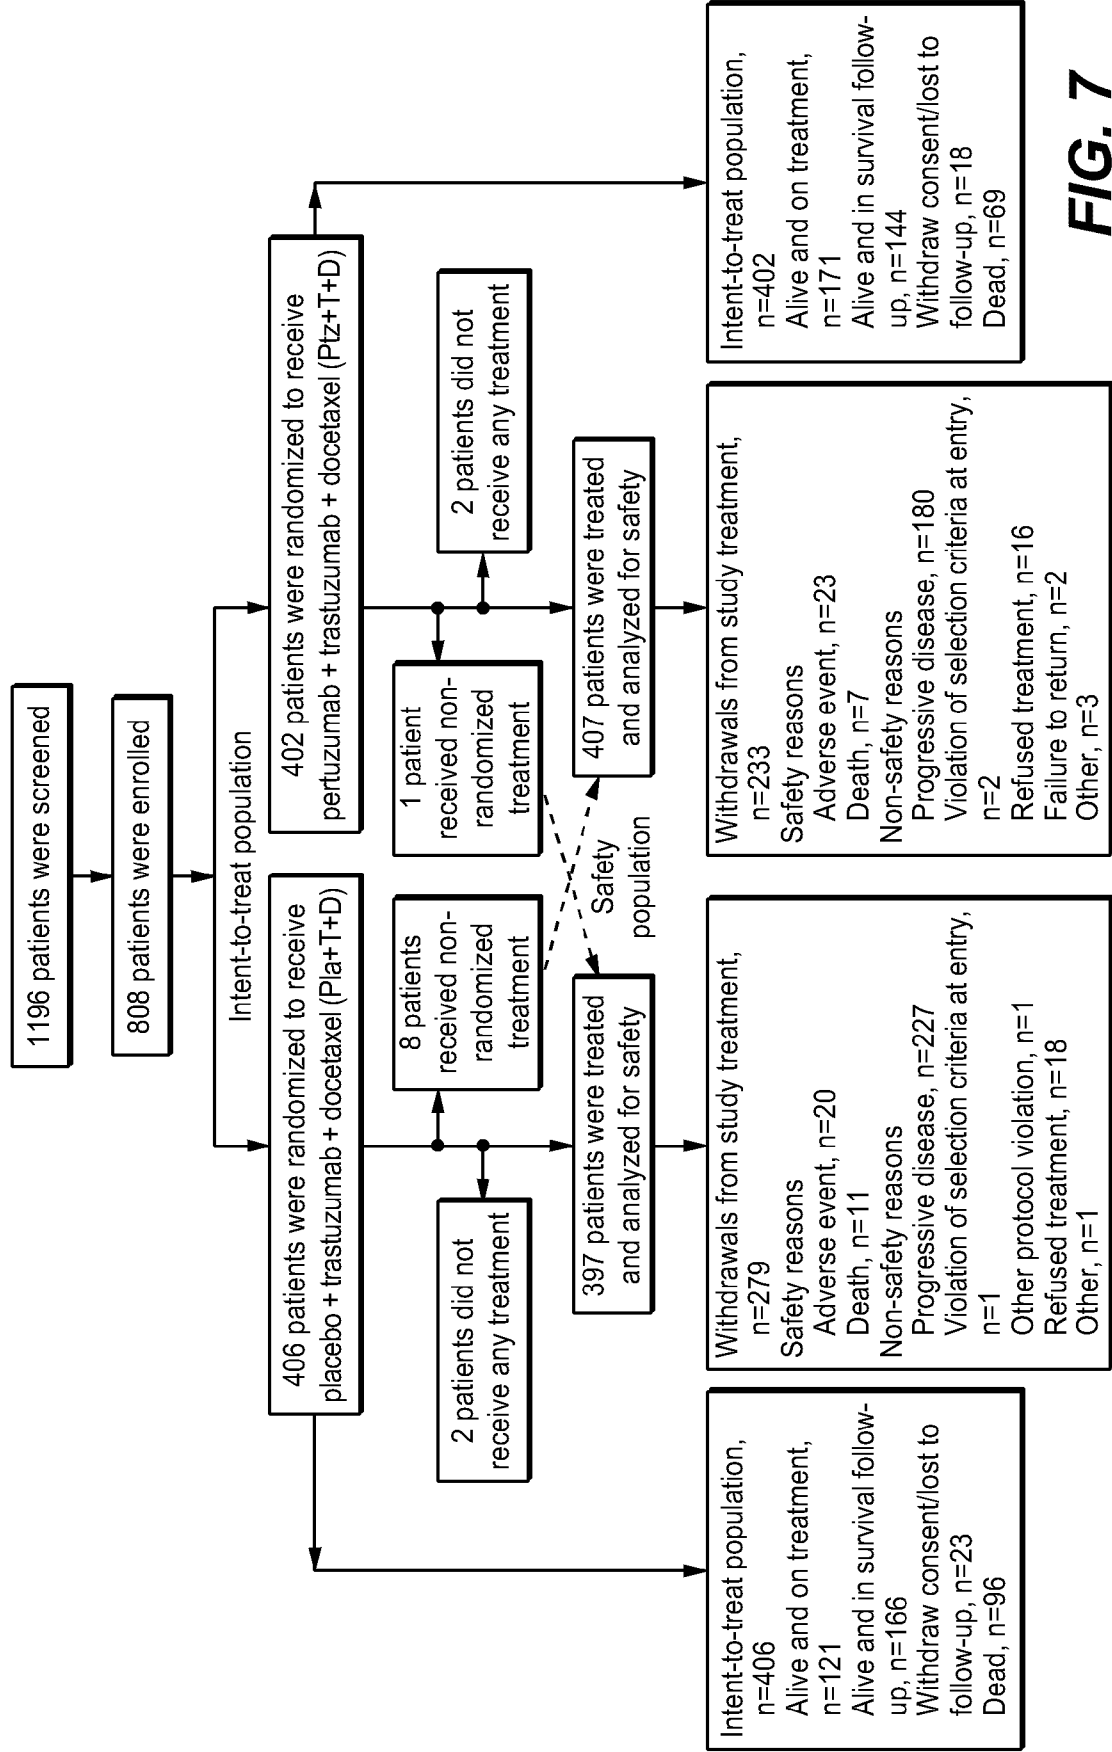 1196 patients were screened
808 patients were enrolled
Intent-to-treat population
406 patients were randomized to receive
placebo + trastuzumab + docetaxel (Pla+T+D)
402 patients were randomized to receive
pertuzumab + trastuzumab + docetaxel (Ptz+T+D)
2 patients did not
receive any treatment
8 patients
received non-
randomized
treatment
1 patient
received non-
randomized
treatment
2 patients did not
receive any treatment
397 patients were treated
and analyzed for safety
Safety
population
407 patients were treated
and analyzed for safety
Intent-to-treat population,
n=406
Alive and on treatment,
n=121
Alive and in survival follow-
up, n=166
Withdraw consent/lost to
follow-up, n=23
Dead, n=96
Withdrawals from study treatment,
n=279
Safety reasons
Adverse event, n=20
Death, n=11
Non-safety reasons
Progressive disease, n=227
Violation of selection criteria at entry,
n=1
Other protocol violation, n=1
Refused treatment, n=18
Other, n=1
Withdrawals from study treatment,
n=233
Safety reasons
Adverse event, n=23
Death, n=7
Non-safety reasons
Progressive disease, n=180
Violation of selection criteria at entry,
n=2
Refused treatment, n=16
Failure to return, n=2
Other, n=3
Intent-to-treat population,
n=402
Alive and on treatment,
n=171
Alive and in survival follow-
up, n=144
Withdraw consent/lost to
follow-up, n=18
Dead, n=69
FIG. 7